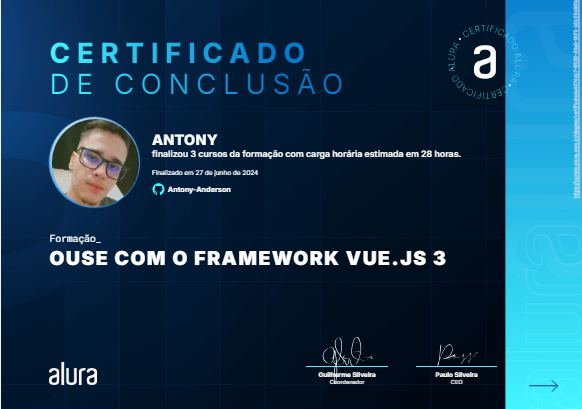 CERTIFICADO
DE CONCLUSÃO
CERTIFICADO ALURA • CERTIFICADO ALURA •
a
ANTONY
finalizou 3 cursos da formação com carga horária estimada em 28 horas.
Finalizado em 27 de junho de 2024
Antony-Anderson
Formação_
OUSE COM O FRAMEWORK VUE.JS 3
alura
Guilherme Silveira
Coordenador
Paulo Silveira
CEO
alura